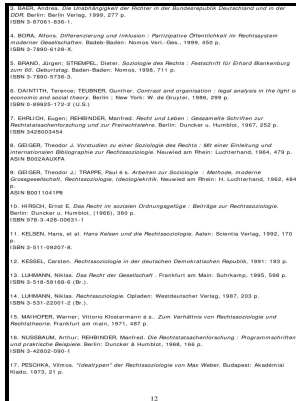 3. BAER, Andres. Die Unabhängigkeit der Richter in der Bundesrepublik Deutschland und in der
DDR. Berlin: Berlin Verlag, 1999, 277 p.
ISBN 3-87061-836-1.
4. BORA, Alfons. Differenzierung und Inklusion : Partizipative Öffentlichkeit im Rechtssystem
moderner Gesellschaften. Baden-Baden: Nomos Verl.-Ges., 1999, 450 p.
ISBN 3-7890-6128-X.
5. BRAND, Jürgen; STREMPEL, Dieter. Soziologie des Rechts : Festschrift für Erhard Blankenburg
zum 60. Geburtstag. Baden-Baden: Nomos, 1998, 711 p.
ISBN 3-7890-5736-3.
6. DAINTITH, Terence; TEUBNER, Gunther. Contract and organisation : legal analysis in the light of
economic and social theory. Berlin ; New York: W. de Gruyter, 1986, 299 p.
ISBN 0-89925-172-2 (U.S.)
7. EHRLICH, Eugen; REHBINDER, Manfred. Recht und Leben : Gesammelte Schriften zur
Rechtstatsachenforschung und zur Freirechtslehre. Berlin: Duncker u. Humblot, 1967, 252 p.
ISBN 3428003454
8. GEIGER, Theodor J. Vorstudien zu einer Soziologie des Rechts : Mit einer Einleitung und
internationalen Bibliographie zur Rechtssoziologie. Neuwied am Rhein: Luchterhand, 1964, 479 p.
ASIN B002AAUXFA
9. GEIGER, Theodor J.; TRAPPE, Paul é s. Arbeiten zur Soziologie : Methode, moderne
Grossgesellschaft, Rechtssoziologie, Ideologiekritik. Neuwied am Rhein: H. Luchterhand, 1962, 484
p.
ASIN B0011041P8
10. HIRSCH, Ernst E. Das Recht im sozialen Ordnungsgefüge : Beiträge zur Rechtssoziologie.
Berlin: Duncker u. Humblot, (1966), 360 p.
ISBN 978-3-428-00631-1
11. KELSEN, Hans, et al. Hans Kelsen und die Rechtssoziologie. Aalen: Scientia Verlag, 1992, 170
p.
ISBN 3-511-09207-8.
12. KESSEL, Carsten. Rechtssoziologie in der deutschen Demokratischen Republik, 1991: 193 p.
13. LUHMANN, Niklas. Das Recht der Gesellschaft . Frankfurt am Main: Suhrkamp, 1995, 598 p.
ISBN 3-518-58168-0 (Br.).
14. LUHMANN, Niklas. Rechtssoziologie. Opladen: Westdeutscher Verlag, 1987, 203 p.
ISBN 3-531-22001-2 (Br.).
15. MAIHOFER, Werner; Vittorio Klostermann é s.. Zum Verhältnis von Rechtssoziologie und
Rechtstheorie. Frankfurt am main, 1971, 487 p.
16. NUSSBAUM, Arthur; REHBINDER, Manfred. Die Rechtstatsachenforschung : Programmschriften
und praktische Beispiele. Berlin: Duncker & Humblot, 1968, 166 p.
ISBN 3-42802-090-1
17. PESCHKA, Vilmos. "Idealtypen" der Rechtssoziologie von Max Weber. Budapest: Akadémiai
Kiado, 1973, 21 p.
12